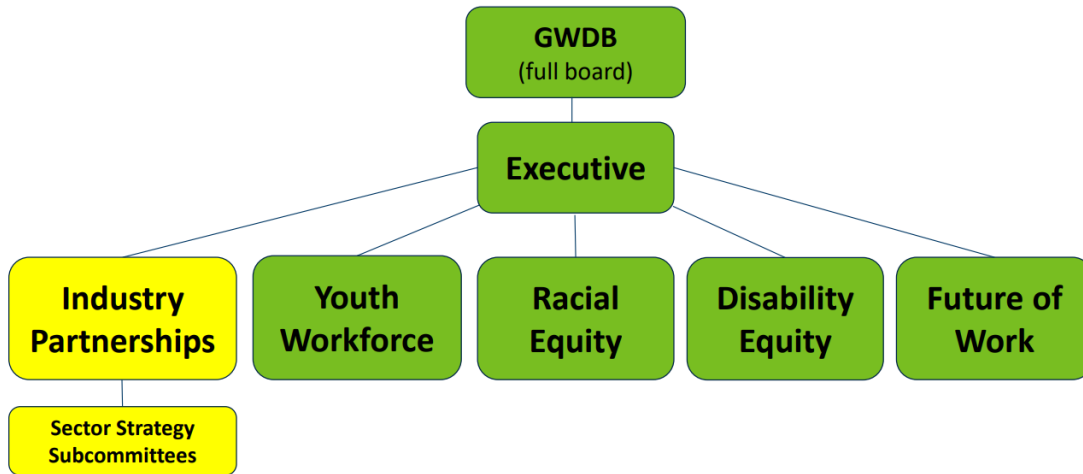 GWDB
(full board)
Executive
Industry
Partnerships
Youth
Workforce
Racial
Equity
Disability
Equity
Future of
Work
Sector Strategy
Subcommittees